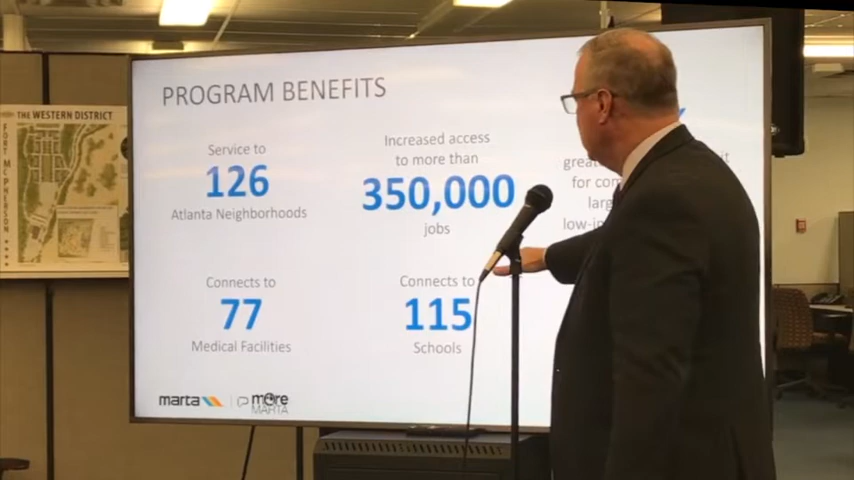 THE WESTERN DISTRICT
FORT MCPHERSON
PROGRAM BENEFITS
Service to
126
Atlanta Neighborhoods
Increased access
to more than
350,000
jobs
for
Connects to
77
Medical Facilities
Connects to
115
Schools
marta
more
MARTA